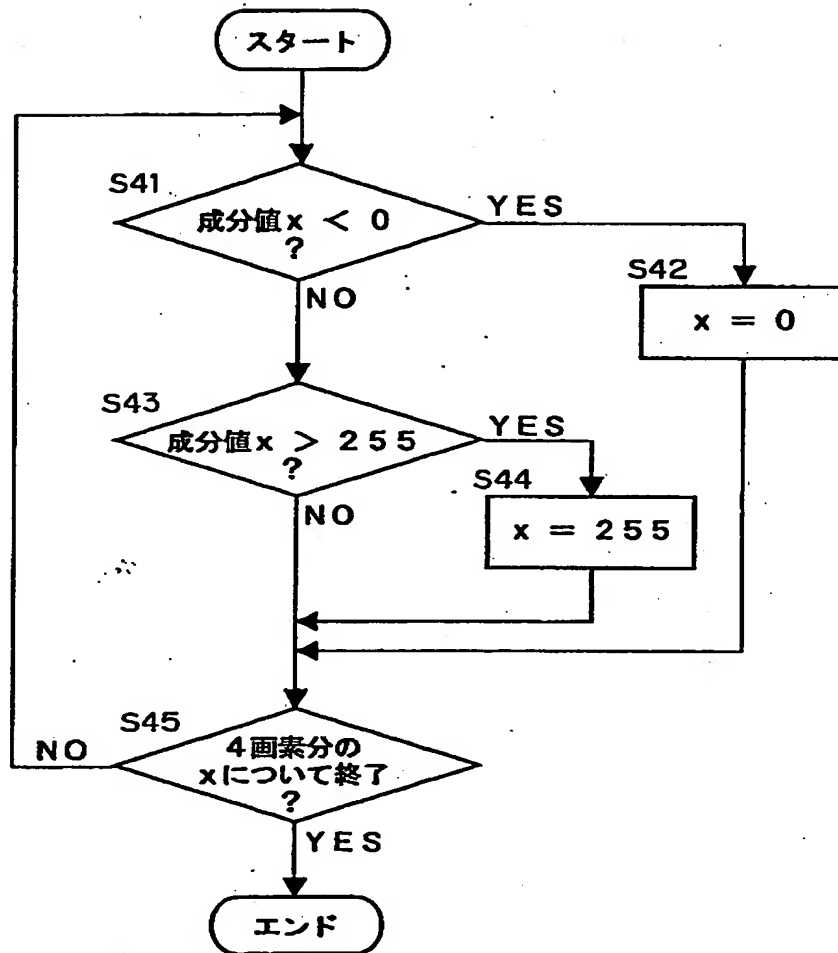 スタート
S41
成分値x < 0
?
YES
NO
S42
x = 0
S43
成分値x > 255
?
YES
NO
S44
x = 255
S45
4画素分の
xについて終了
?
NO
YES
エンド